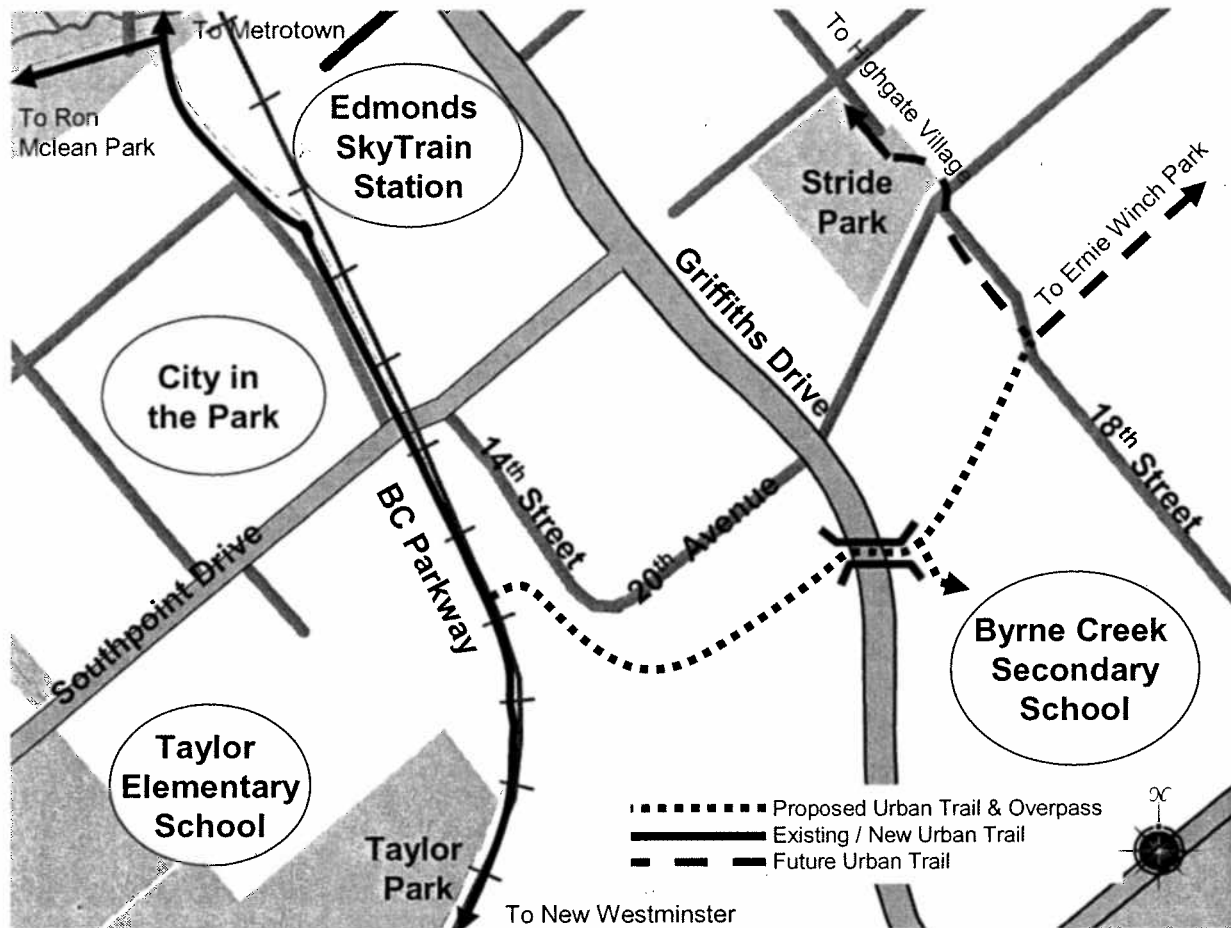 To Metrotown
To Ron
Mclean Park
Edmonds
SkyTrain
Station
To Highgate Village
Stride
Park
To Ernie Winch Park
Griffiths Drive
City in
the Park
14th Street
18th Street
BC Parkway
20th Avenue
Southpoint Drive
Byrne Creek
Secondary
School
Taylor
Elementary
School
Taylor
Park
Proposed Urban Trail & Overpass
Existing / New Urban Trail
Future Urban Trail
N
To New Westminster